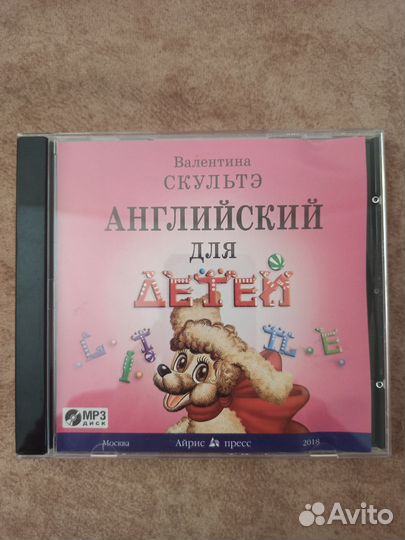 Валентина
СКУЛЬТЭ
АНГЛИЙСКИЙ
ДЛЯ
ДЕТЕЙ
L I T T L E
MP3
ДИСК
Москва Айрис пресс 2018
Avito